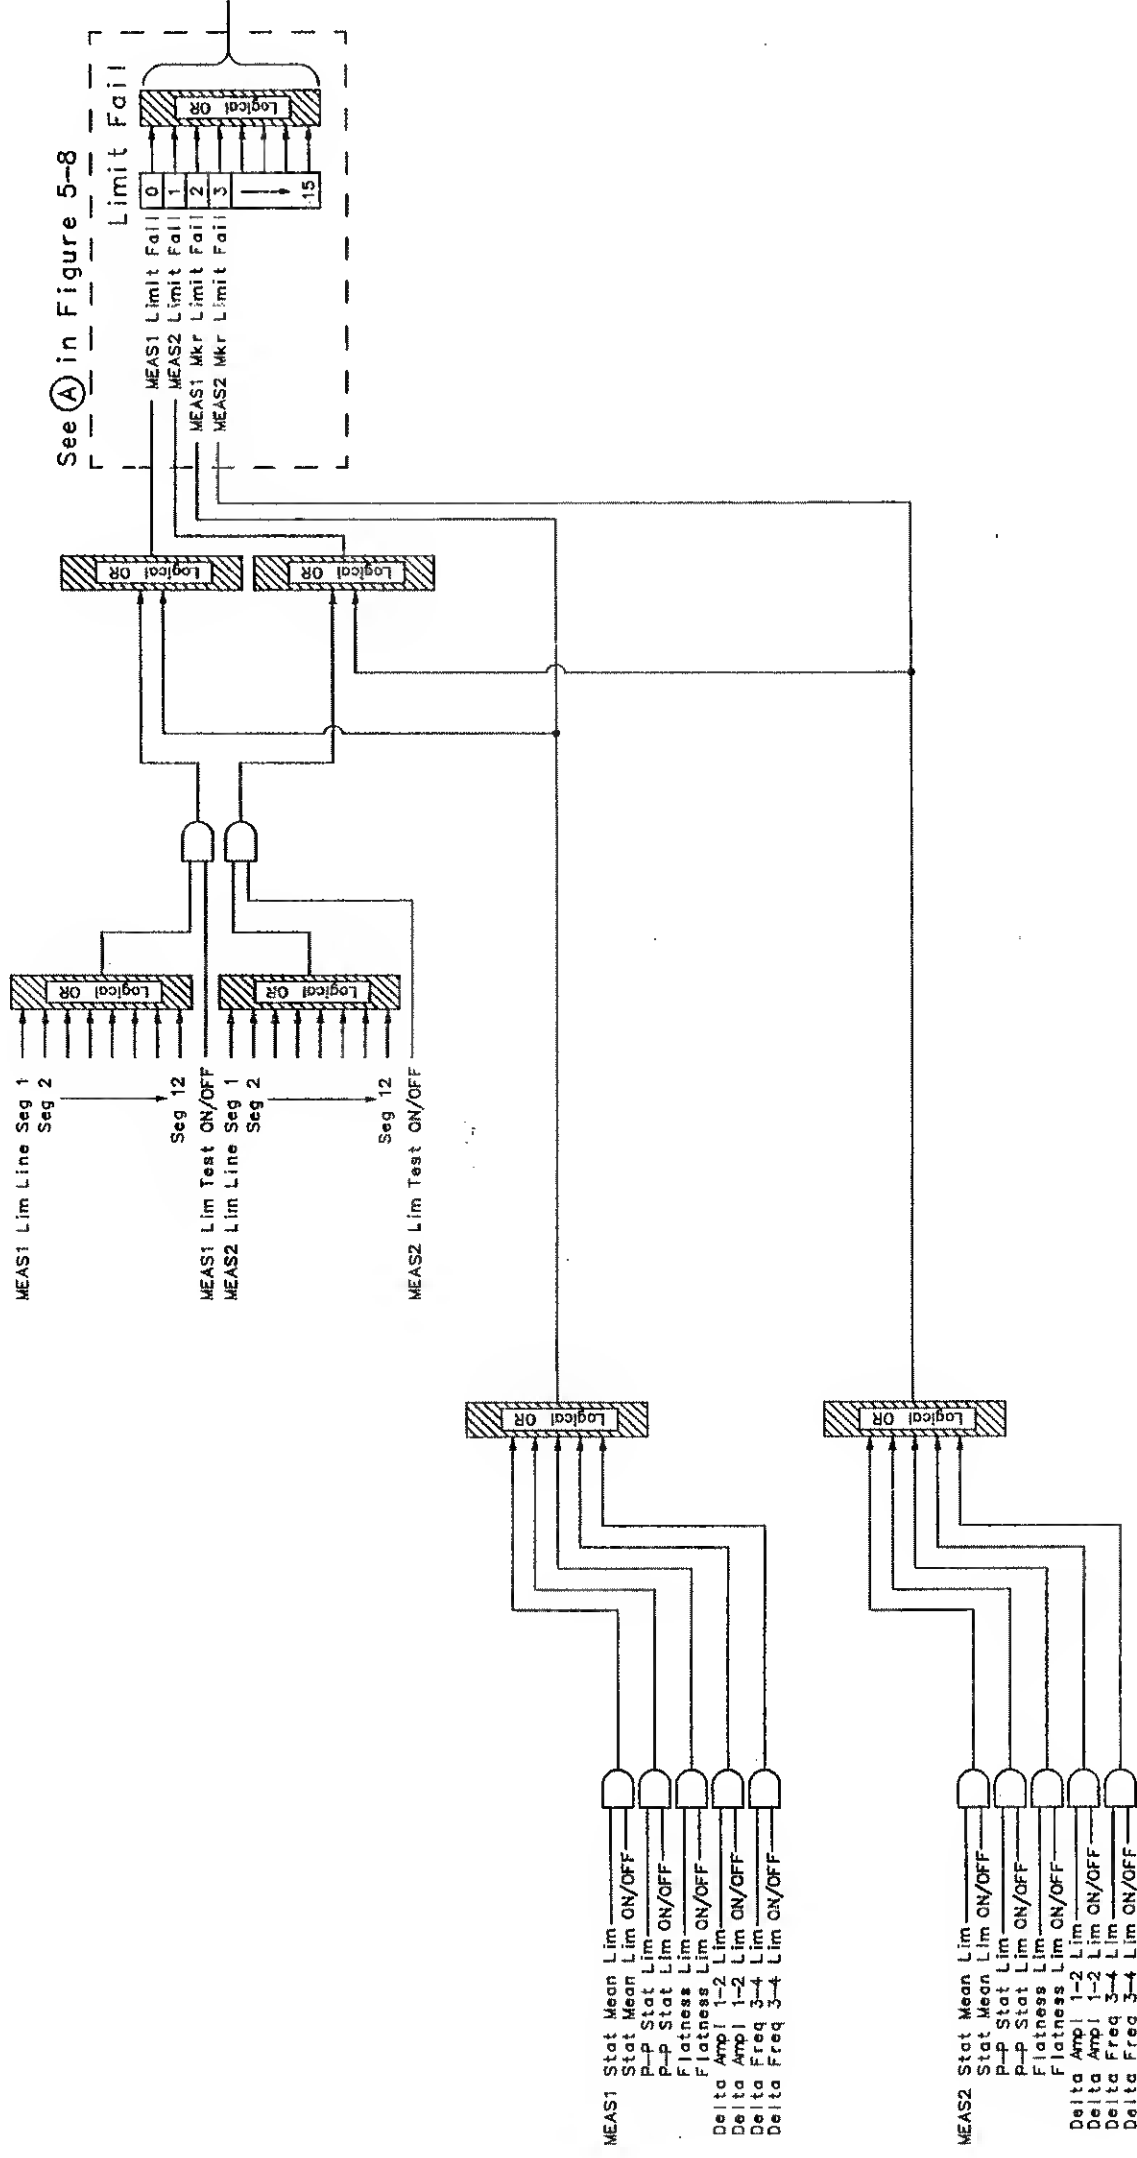 See A in Figure 5-8
Limit Fail
MEAS1 Limit Fail 0
MEAS2 Limit Fail 1
MEAS1 Mkr Limit Fail 2
MEAS2 Mkr Limit Fail 3
15
Logical OR
Logical OR
Logical OR
MEAS1 Lim Line Seg 1
Seg 2
Seg 12
Logical OR
MEAS1 Lim Test ON/OFF
MEAS2 Lim Line Seg 1
Seg 2
Seg 12
Logical OR
MEAS2 Lim Test ON/OFF
Logical OR
MEAS1 Stat Mean Lim
Stat Mean Lim ON/OFF
P-P Stat Lim
P-P Stat Lim ON/OFF
Flatness Lim
Flatness Lim ON/OFF
Delta Ampl 1-2 Lim
Delta Ampl 1-2 Lim ON/OFF
Delta Freq 3-4 Lim
Delta Freq 3-4 Lim ON/OFF
Logical OR
MEAS2 Stat Mean Lim
Stat Mean Lim ON/OFF
P-P Stat Lim
P-P Stat Lim ON/OFF
Flatness Lim
Flatness Lim ON/OFF
Delta Ampl 1-2 Lim
Delta Ampl 1-2 Lim ON/OFF
Delta Freq 3-4 Lim
Delta Freq 3-4 Lim ON/OFF